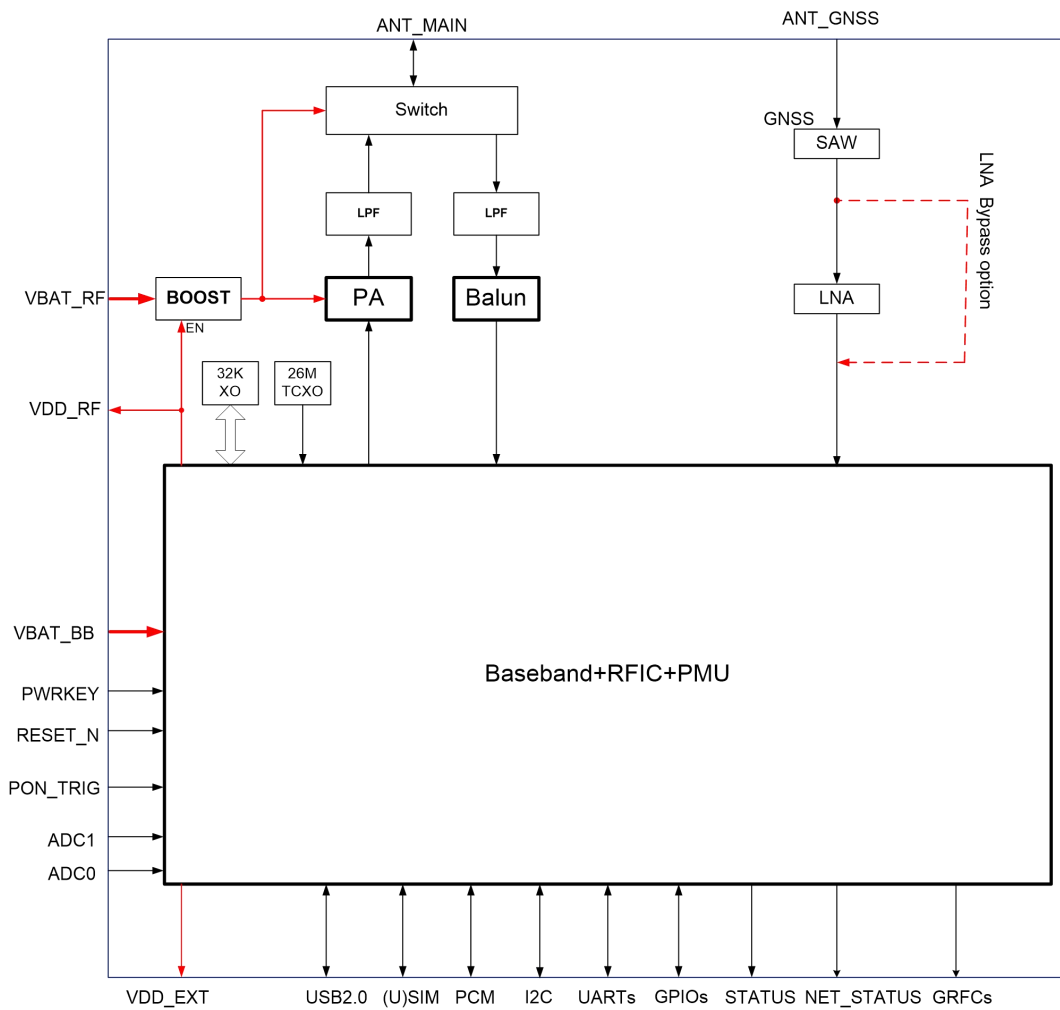 ANT_MAIN
ANT_GNSS
Switch
GNSS
SAW
LNA Bypass option
LPF
LPF
VBAT_RF
BOOST
EN
PA
Balun
LNA
32K
XO
26M
TCXO
VDD_RF
VBAT_BB
Baseband+RFIC+PMU
PWRKEY
RESET_N
PON_TRIG
ADC1
ADC0
VDD_EXT
USB2.0
(U)SIM
PCM
I2C
UARTs
GPIOs
STATUS
NET_STATUS
GRFCs